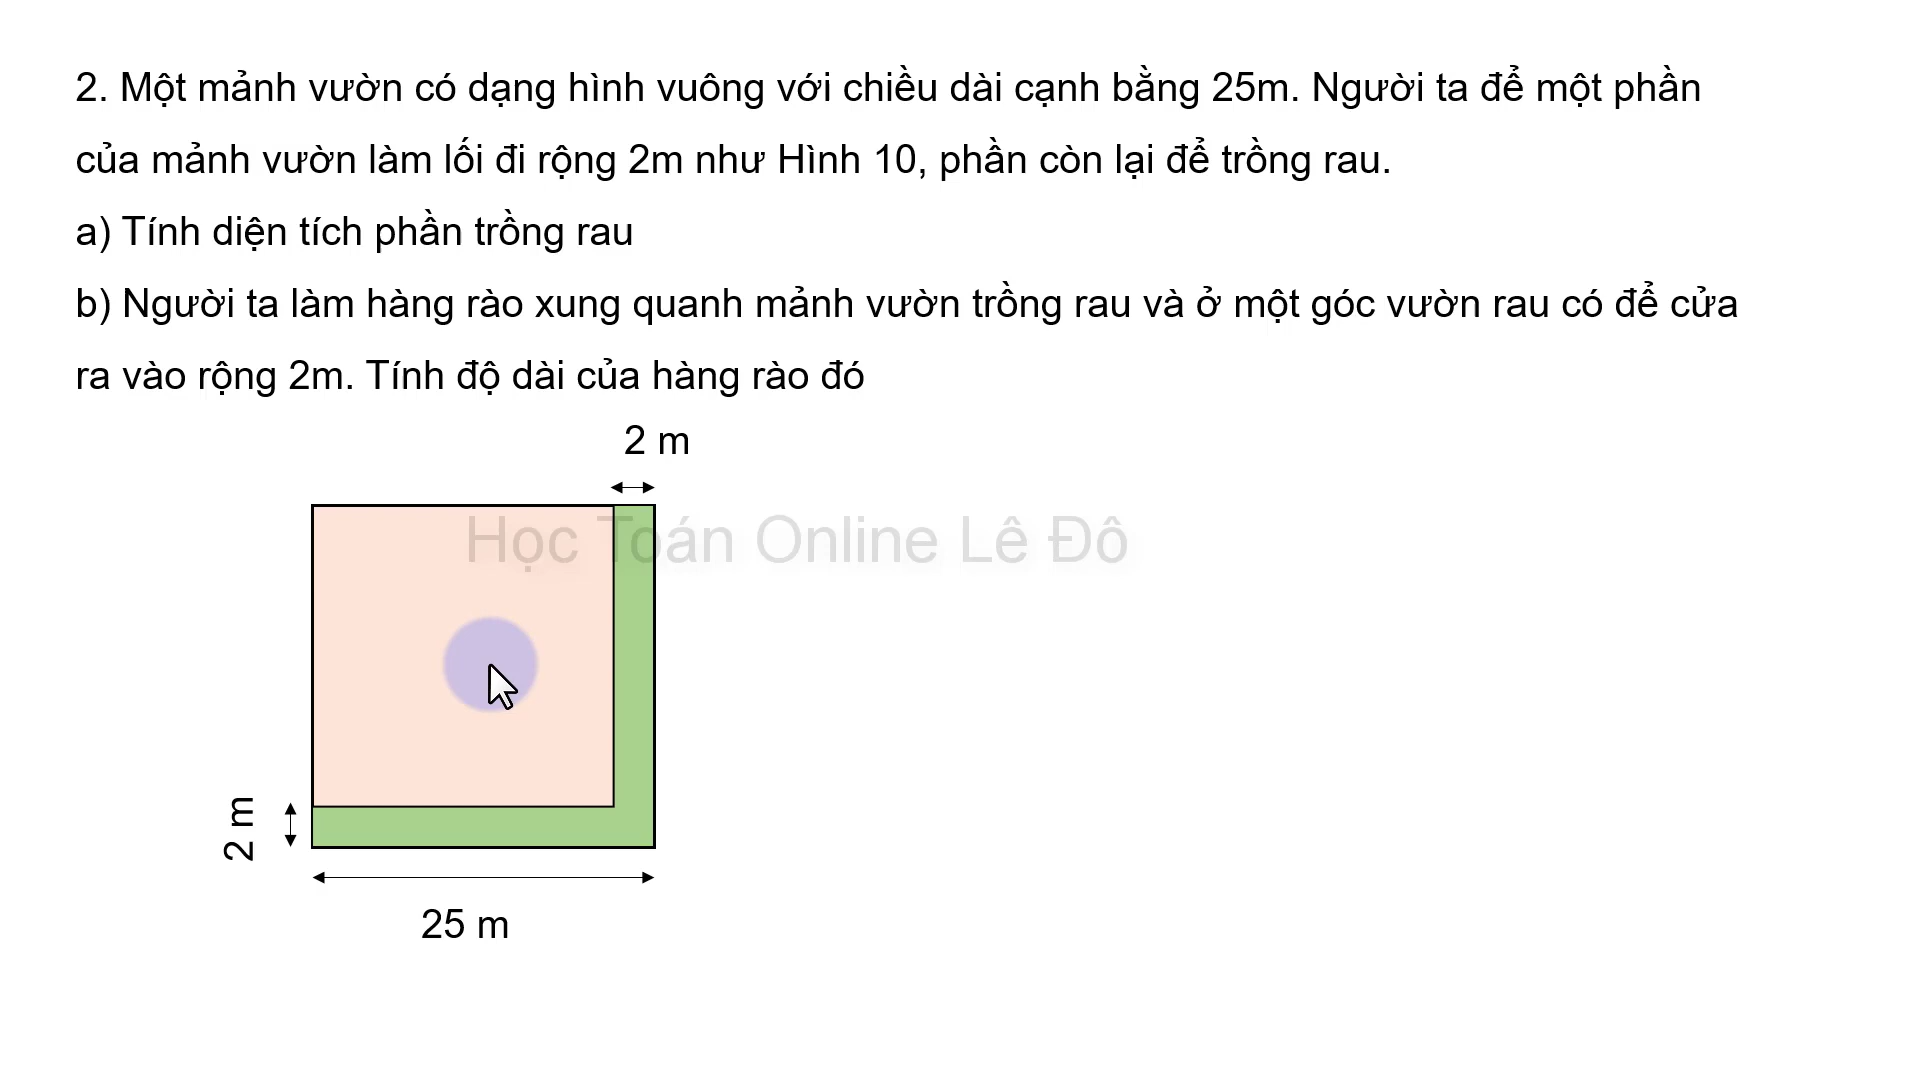 2. Một mảnh vườn có dạng hình vuông với chiều dài cạnh bằng 25m. Người ta để một phần
của mảnh vườn làm lối đi rộng 2m như Hình 10, phần còn lại để trồng rau.
a) Tính diện tích phần trồng rau
b) Người ta làm hàng rào xung quanh mảnh vườn trồng rau và ở một góc vườn rau có để cửa
ra vào rộng 2m. Tính độ dài của hàng rào đó
2 m
Học Toán Online Lê Đô
2 m
25 m